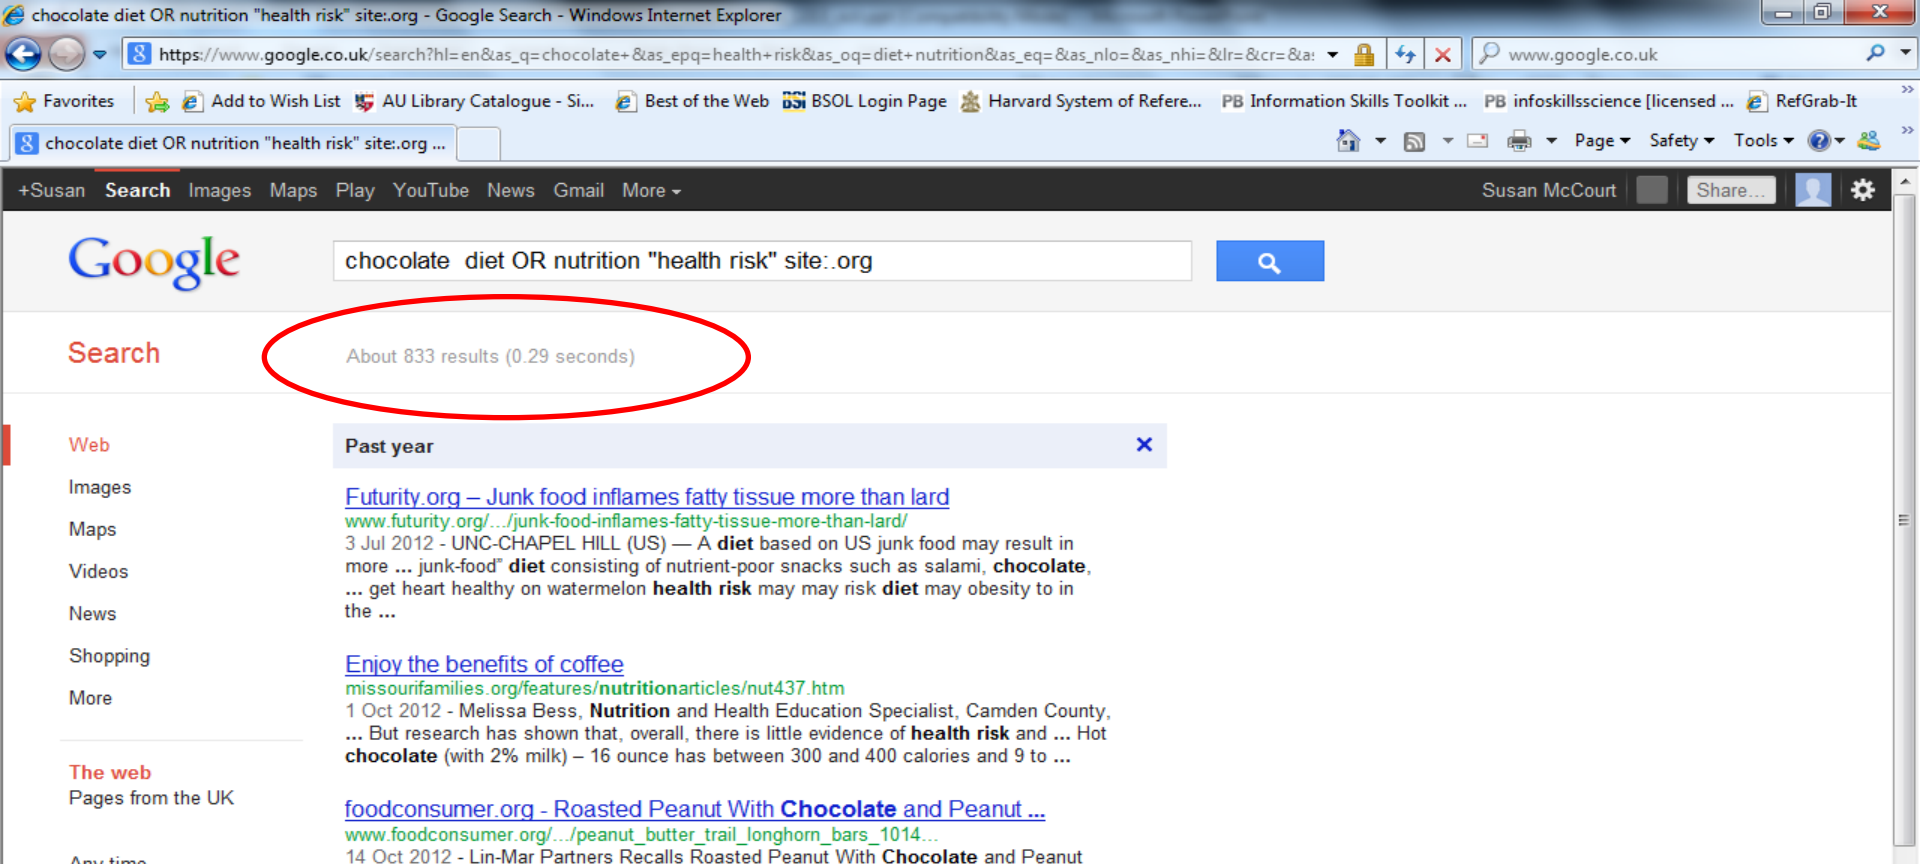 chocolate diet OR nutrition "health risk" site:.org - Google Search - Windows Internet Explorer
https://www.google.co.uk/search?hl=en&as_q=chocolate+&as_epq=health+risk&as_oq=diet+nutrition&as_eq=&as_nlo=&as_nhi=&lr=&cr=&a
www.google.co.uk
Favorites Add to Wish List AU Library Catalogue - Si... Best of the Web BSI BSOL Login Page Harvard System of Refere... PB Information Skills Toolkit ... PB infoskillsscience [licensed ... RefGrab-It
chocolate diet OR nutrition "health risk" site:.org ...
Page Safety Tools
+Susan Search Images Maps Play YouTube News Gmail More
Susan McCourt Share...
Google
chocolate diet OR nutrition "health risk" site:.org
Search
About 833 results (0.29 seconds)
Web
Images
Maps
Videos
News
Shopping
More
The web
Pages from the UK
Any time
Past year
Futurity.org – Junk food inflames fatty tissue more than lard
www.futurity.org/.../junk-food-inflames-fatty-tissue-more-than-lard/
3 Jul 2012 - UNC-CHAPEL HILL (US) — A diet based on US junk food may result in
more ... junk-food” diet consisting of nutrient-poor snacks such as salami, chocolate,
... get heart healthy on watermelon health risk may may risk diet may obesity to in
the ...
Enjoy the benefits of coffee
missourifamilies.org/features/nutritionarticles/nut437.htm
1 Oct 2012 - Melissa Bess, Nutrition and Health Education Specialist, Camden County,
... But research has shown that, overall, there is little evidence of health risk and ... Hot
chocolate (with 2% milk) – 16 ounce has between 300 and 400 calories and 9 to ...
foodconsumer.org - Roasted Peanut With Chocolate and Peanut ...
www.foodconsumer.org/.../peanut_butter_trail_longhorn_bars_1014...
14 Oct 2012 - Lin-Mar Partners Recalls Roasted Peanut With Chocolate and Peanut